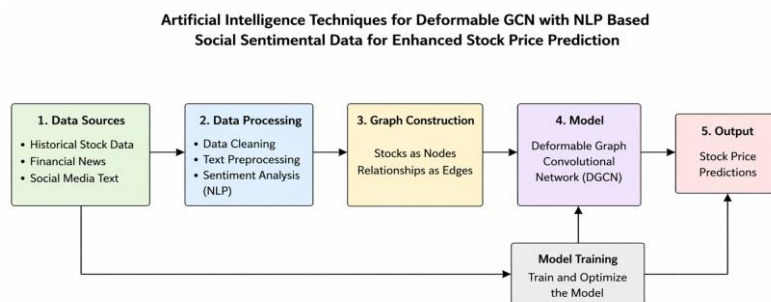 Artificial Intelligence Techniques for Deformable GCN with NLP Based
Social Sentimental Data for Enhanced Stock Price Prediction
1. Data Sources
• Historical Stock Data
• Financial News
• Social Media Text
2. Data Processing
• Data Cleaning
• Text Preprocessing
• Sentiment Analysis
(NLP)
3. Graph Construction
Stocks as Nodes
Relationships as Edges
4. Model
Deformable Graph
Convolutional
Network (DGCN)
5. Output
Stock Price
Predictions
Model Training
Train and Optimize
the Model